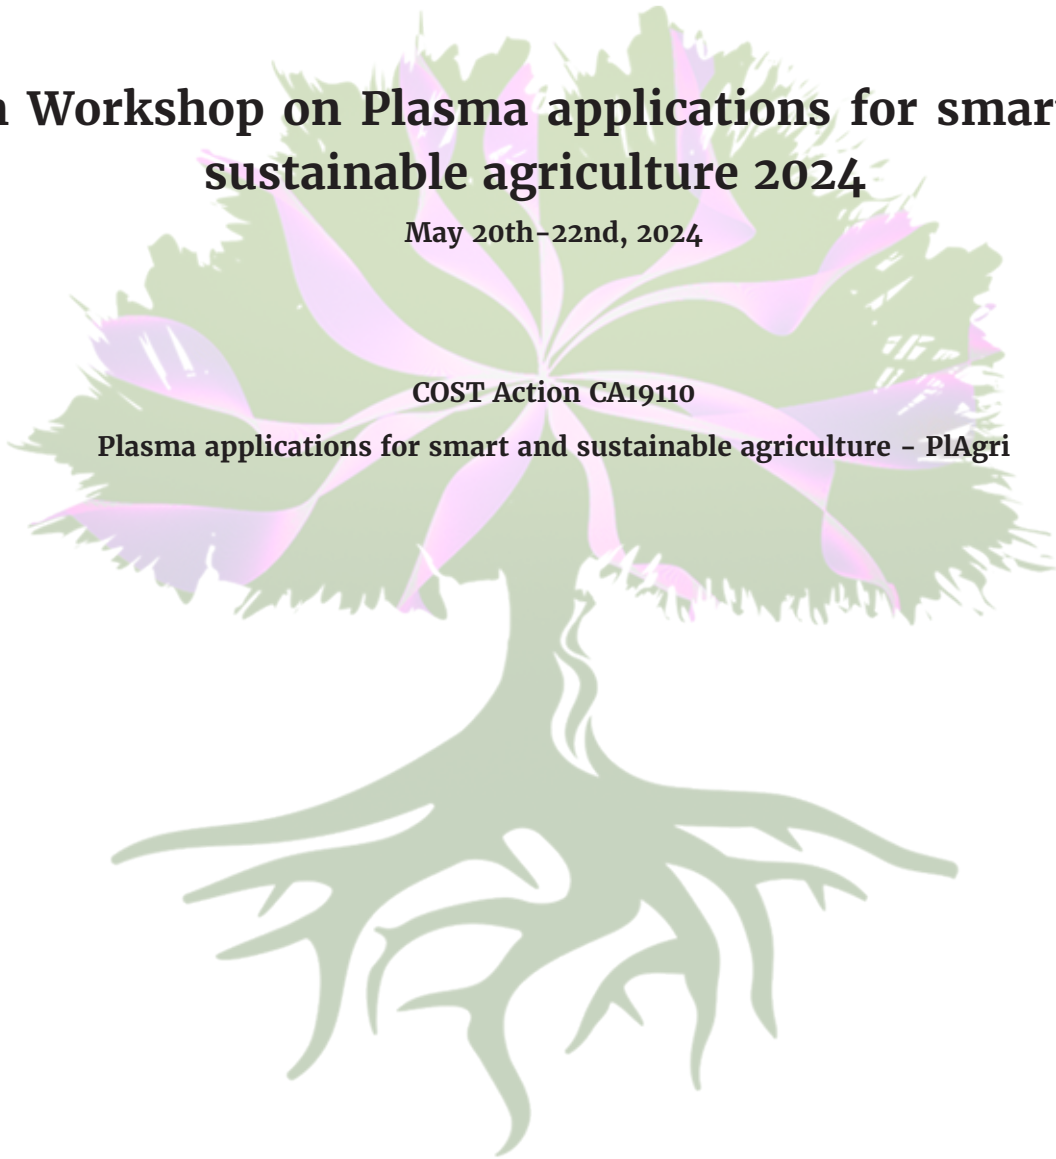 Workshop on Plasma applications for
sustainable agriculture 2024
May 20th-22nd, 2024
COST Action CA19110
Plasma applications for smart and sustainable agriculture - PlAgri